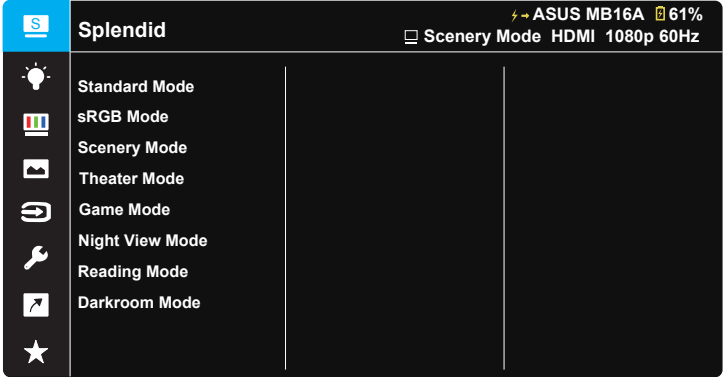 S
Splendid
ASUS MB16A 61%
Scenery Mode HDMI 1080p 60Hz
Standard Mode
sRGB Mode
Scenery Mode
Theater Mode
Game Mode
Night View Mode
Reading Mode
Darkroom Mode